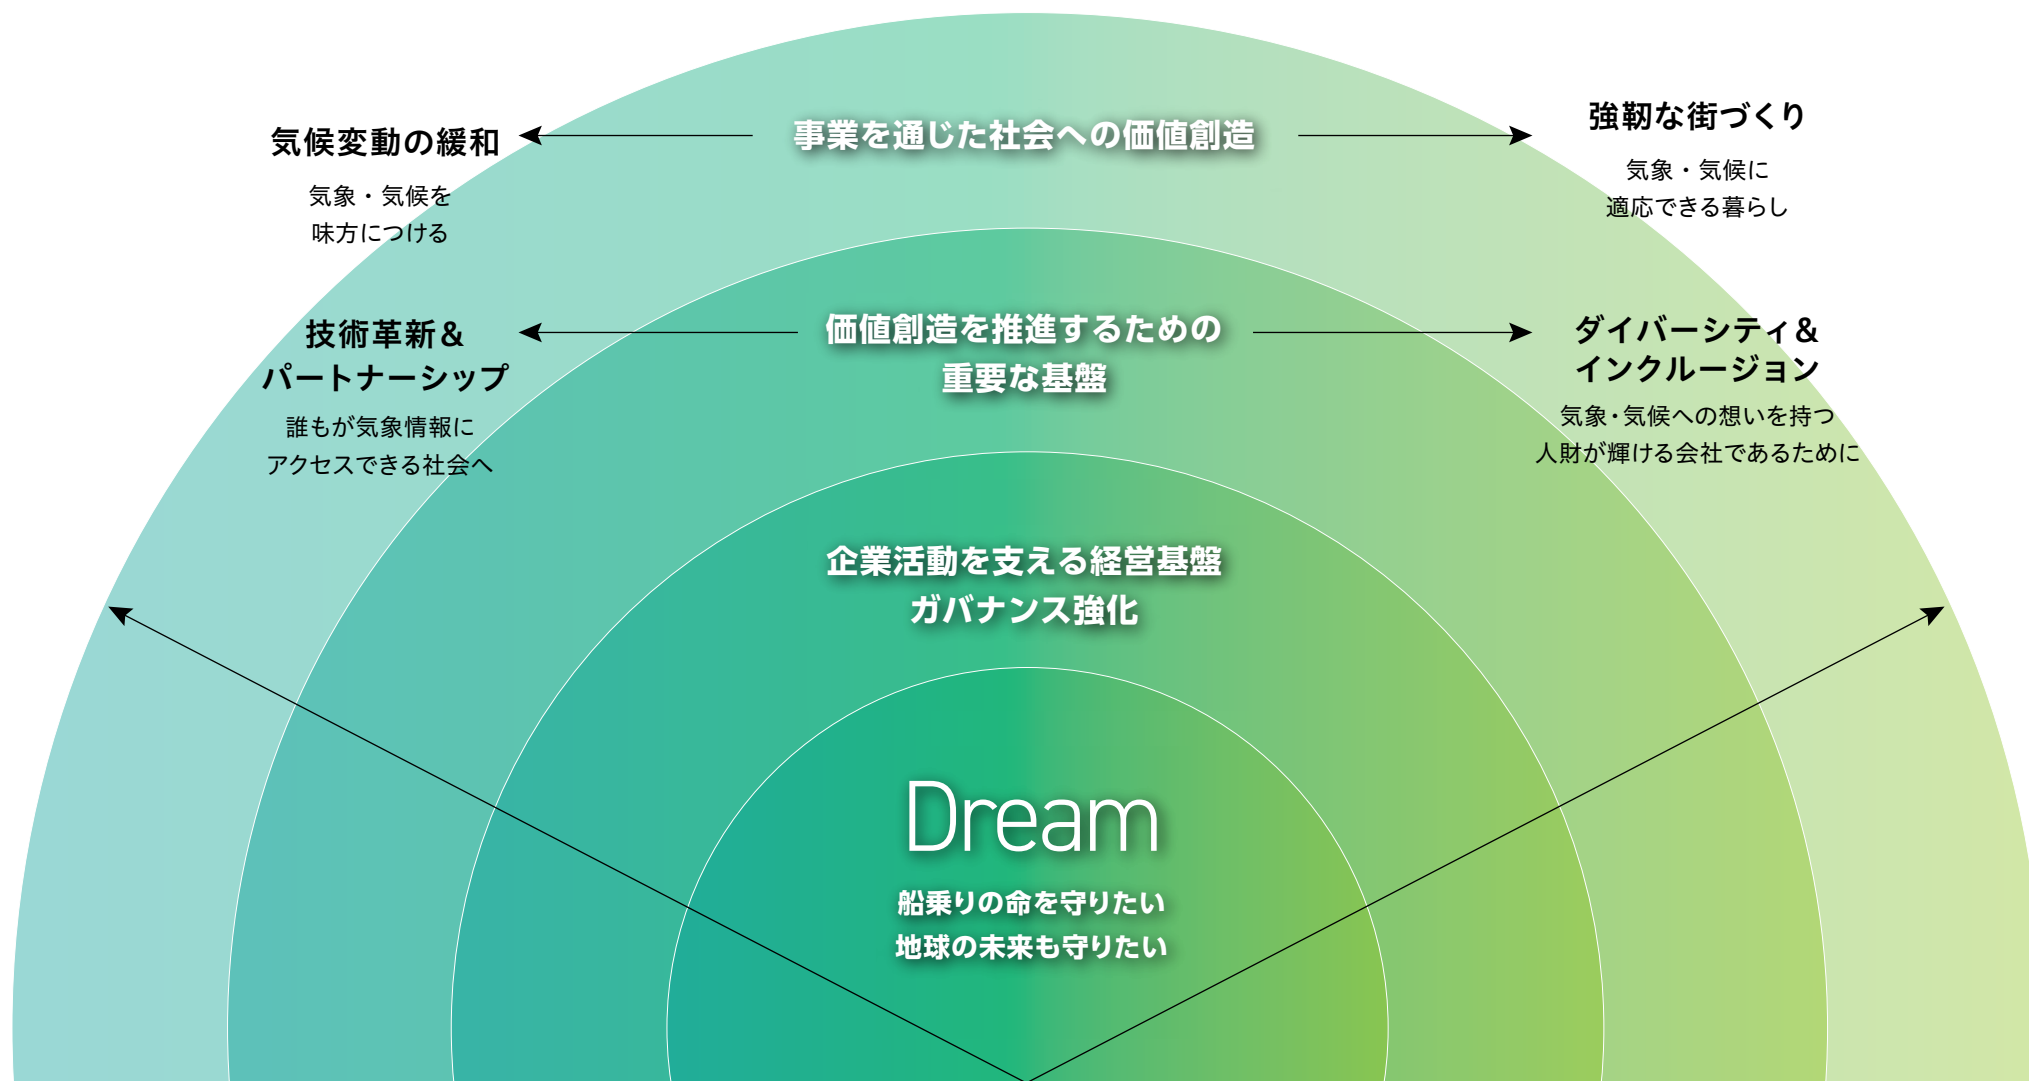 事業を通じた社会への価値創造
気候変動の緩和
気象・気候を
味方につける
強靭な街づくり
気象・気候に
適応できる暮らし
価値創造を推進するための
重要な基盤
技術革新＆
パートナーシップ
誰もが気象情報に
アクセスできる社会へ
ダイバーシティ＆
インクルージョン
気象・気候への想いを持つ
人財が輝ける会社であるために
企業活動を支える経営基盤
ガバナンス強化
Dream
船乗りの命を守りたい
地球の未来も守りたい